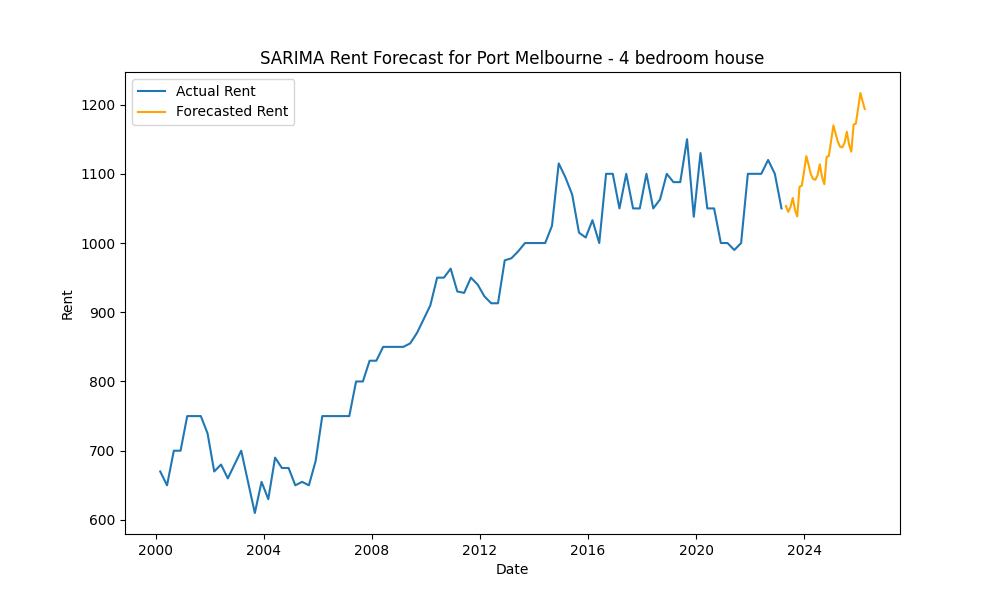 SARIMA Rent Forecast for Port Melbourne - 4 bedroom house
Actual Rent
Forecasted Rent
1200
1100
1000
900
800
700
600
Rent
2000 2004 2008 2012 2016 2020 2024
Date